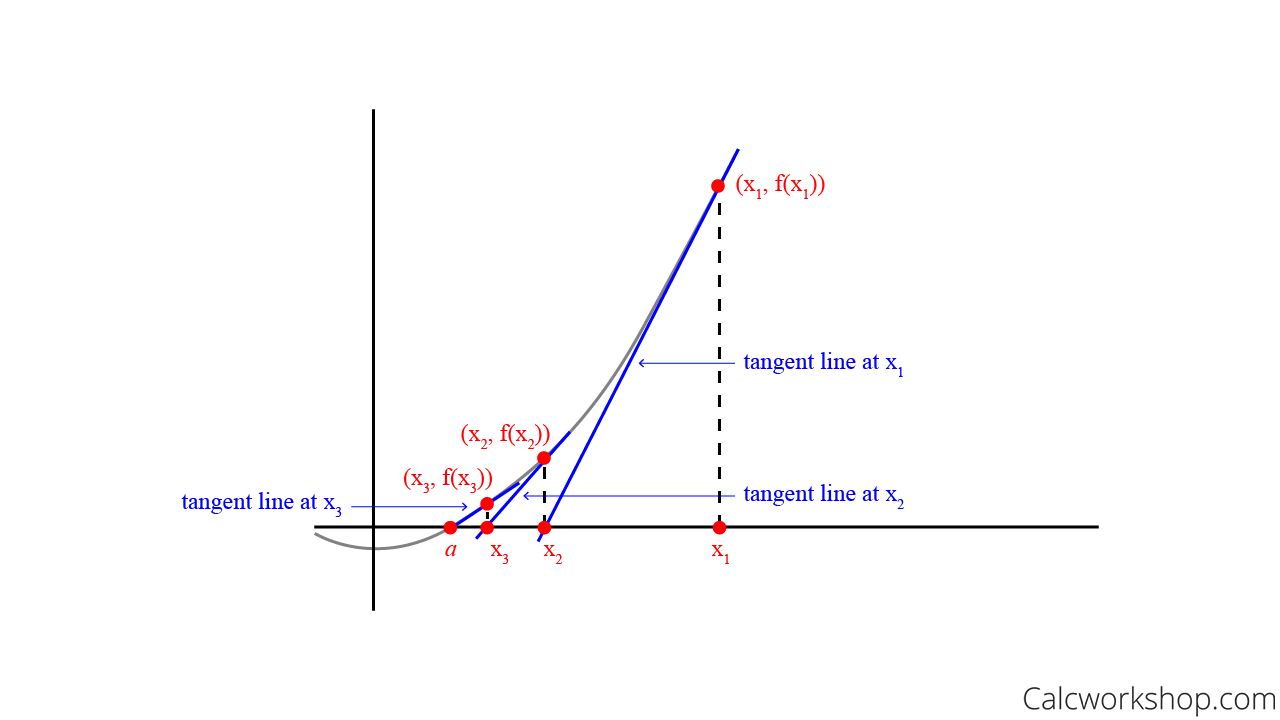 (x₁, f(x₁))
tangent line at x₁
(x₂, f(x₂))
(x₃, f(x₃))
tangent line at x₂
tangent line at x₃
a
x₃
x₂
x₁
Calcworkshop.com